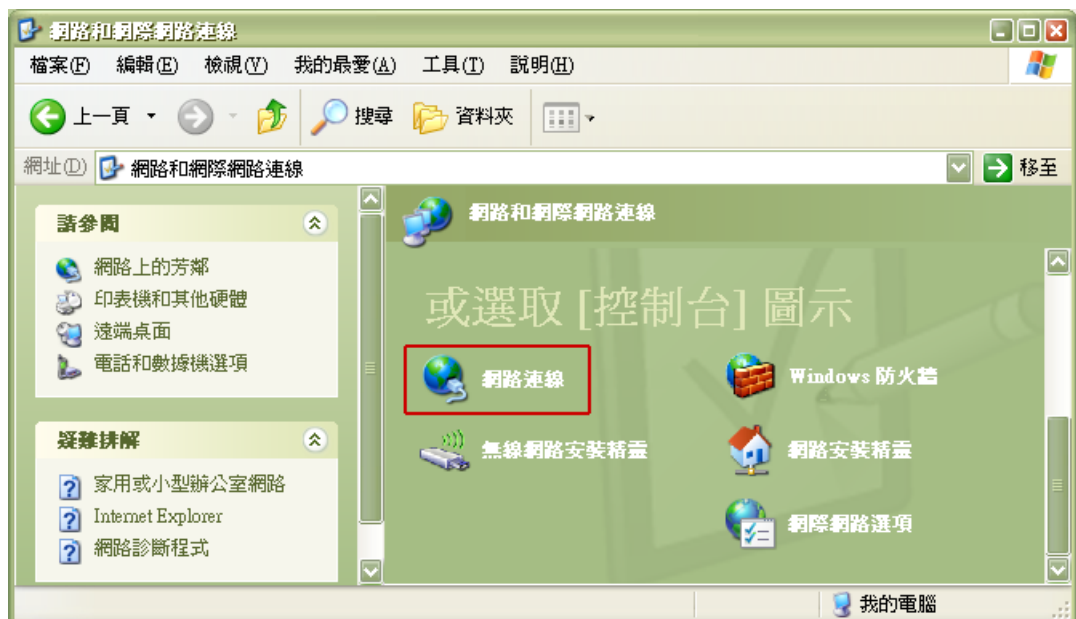 網路和網際網路連線
檔案(F) 編輯(E) 檢視(V) 我的最愛(A) 工具(T) 說明(H)
上一頁 搜尋 資料夾
網址(D) 網路和網際網路連線 移至
請參閱
網路上的芳鄰
印表機和其他硬體
遠端桌面
電話和數據機選項
疑難排解
家用或小型辦公室網路
Internet Explorer
網路診斷程式
網路和網際網路連線
或選取 [控制台] 圖示
網路連線
Windows 防火牆
無線網路安裝精靈
網路安裝精靈
網際網路選項
我的電腦